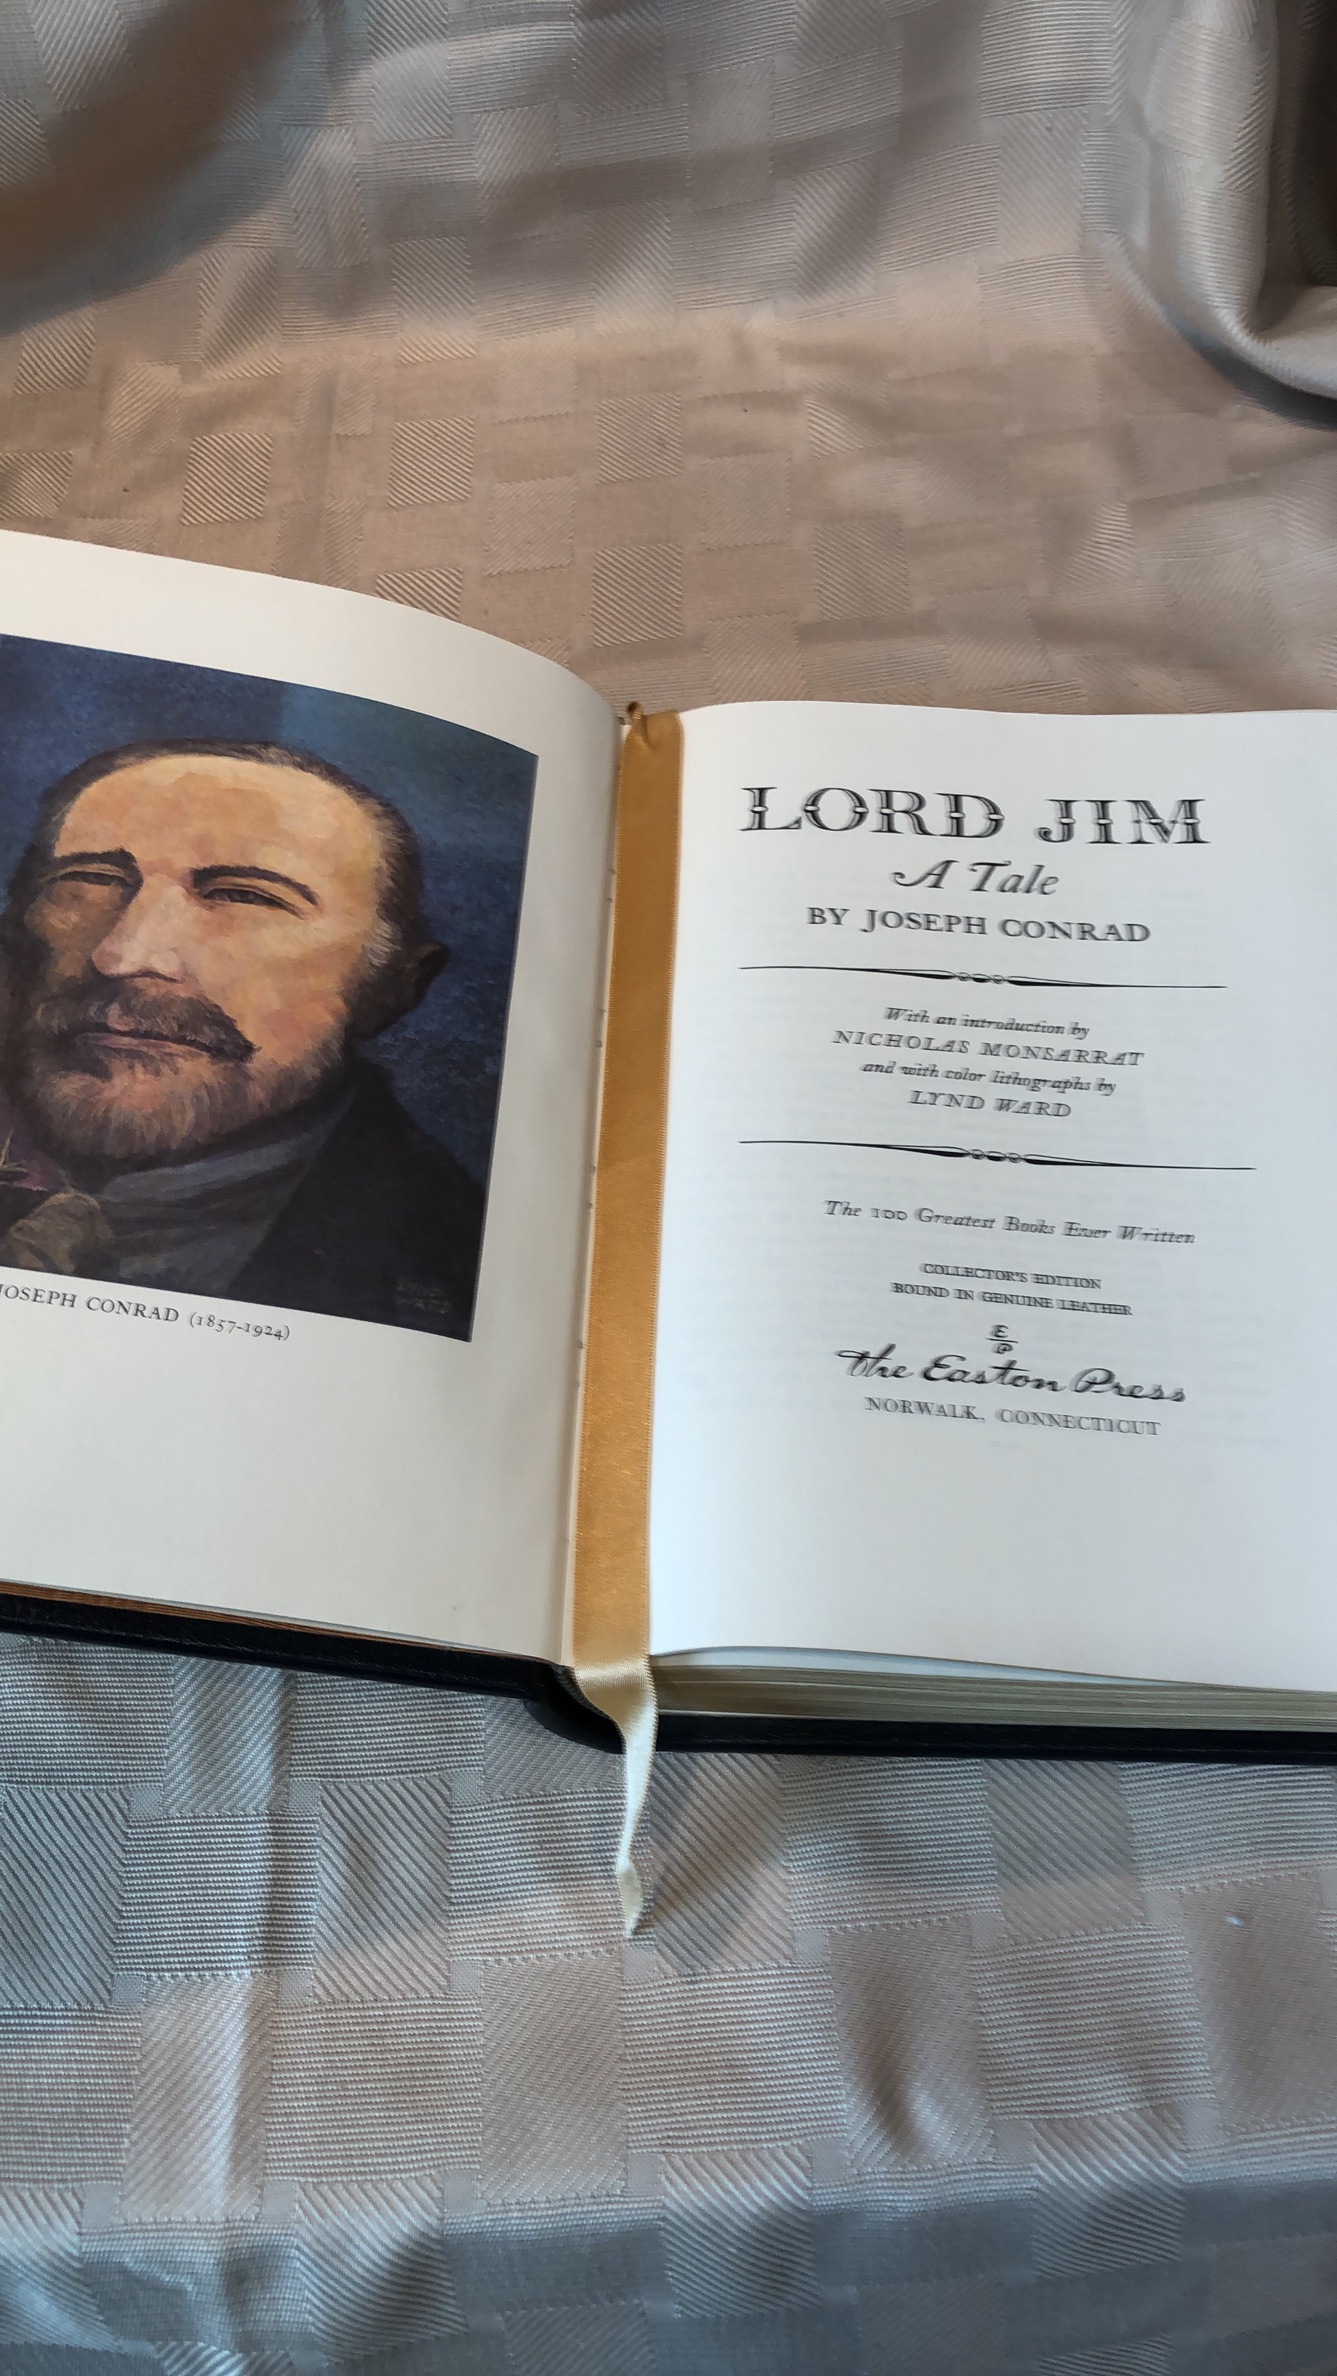 JOSEPH CONRAD (1857-1924)
LORD JIM
A Tale
BY JOSEPH CONRAD
With an introduction by
NICHOLAS MONSARRAT
and with color lithographs by
LYND WARD
The 100 Greatest Books Ever Written
COLLECTOR'S EDITION
BOUND IN GENUINE LEATHER
E
P
The Easton Press
NORWALK, CONNECTICUT